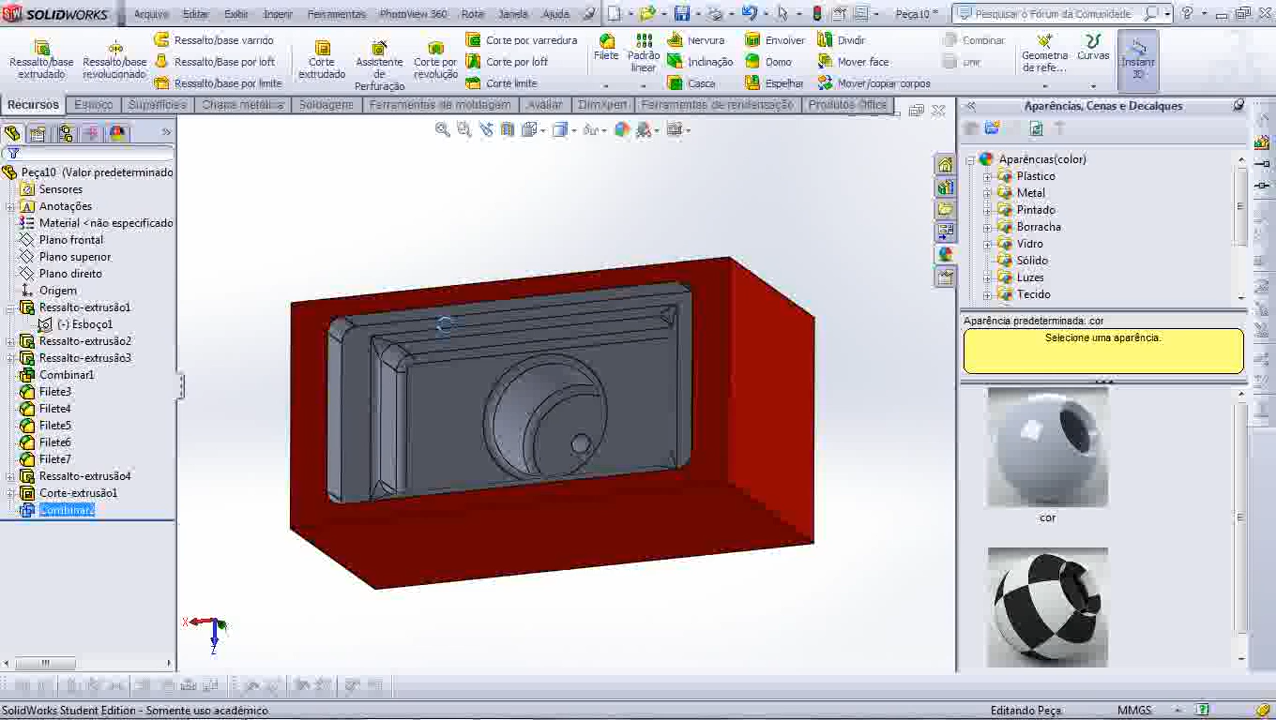 SOLIDWORKS Arquivo Editar Exibir Inserir Ferramentas PhotoView 360 Rota Janela Ajuda Peça10 * Pesquisar o Fórum da Comunidade
Ressalto/base extrudado
Ressalto/base revolucionado
Ressalto/base varrido
Ressalto/base por loft
Ressalto/base por limite
Corte extrudado
Assistente de Perfuração
Corte por revolução
Corte por varredura
Corte por loft
Corte por limite
Filete
Padrão linear
Nervura
Inclinação
Casca
Envolver
Domo
Espelhar
Dividir
Mover face
Mover/copiar corpos
Combinar
Unir
Geometria de refe...
Curvas
Instant 3D
Recursos Esboço Superfícies Chapa metálica Soldagens Ferramentas de moldagem Avaliar DimXpert Ferramentas de renderização Produtos Office
Peça10 (Valor predeterminado
Sensores
Anotações
Material <não especificado
Plano frontal
Plano superior
Plano direito
Origem
Ressalto-extrusão1
(-) Esboço1
Ressalto-extrusão2
Ressalto-extrusão3
Combinar1
Filete3
Filete4
Filete5
Filete6
Filete7
Ressalto-extrusão4
Corte-extrusão1
Combinar2
X
Z
Aparências, Cenas e Decalques
Aparências(color)
Plástico
Metal
Pintado
Borracha
Vidro
Sólido
Luzes
Tecido
Aparência predeterminada: cor
Selecione uma aparência.
cor
SolidWorks Student Edition - Somente uso acadêmico
Editando Peça
MMGS